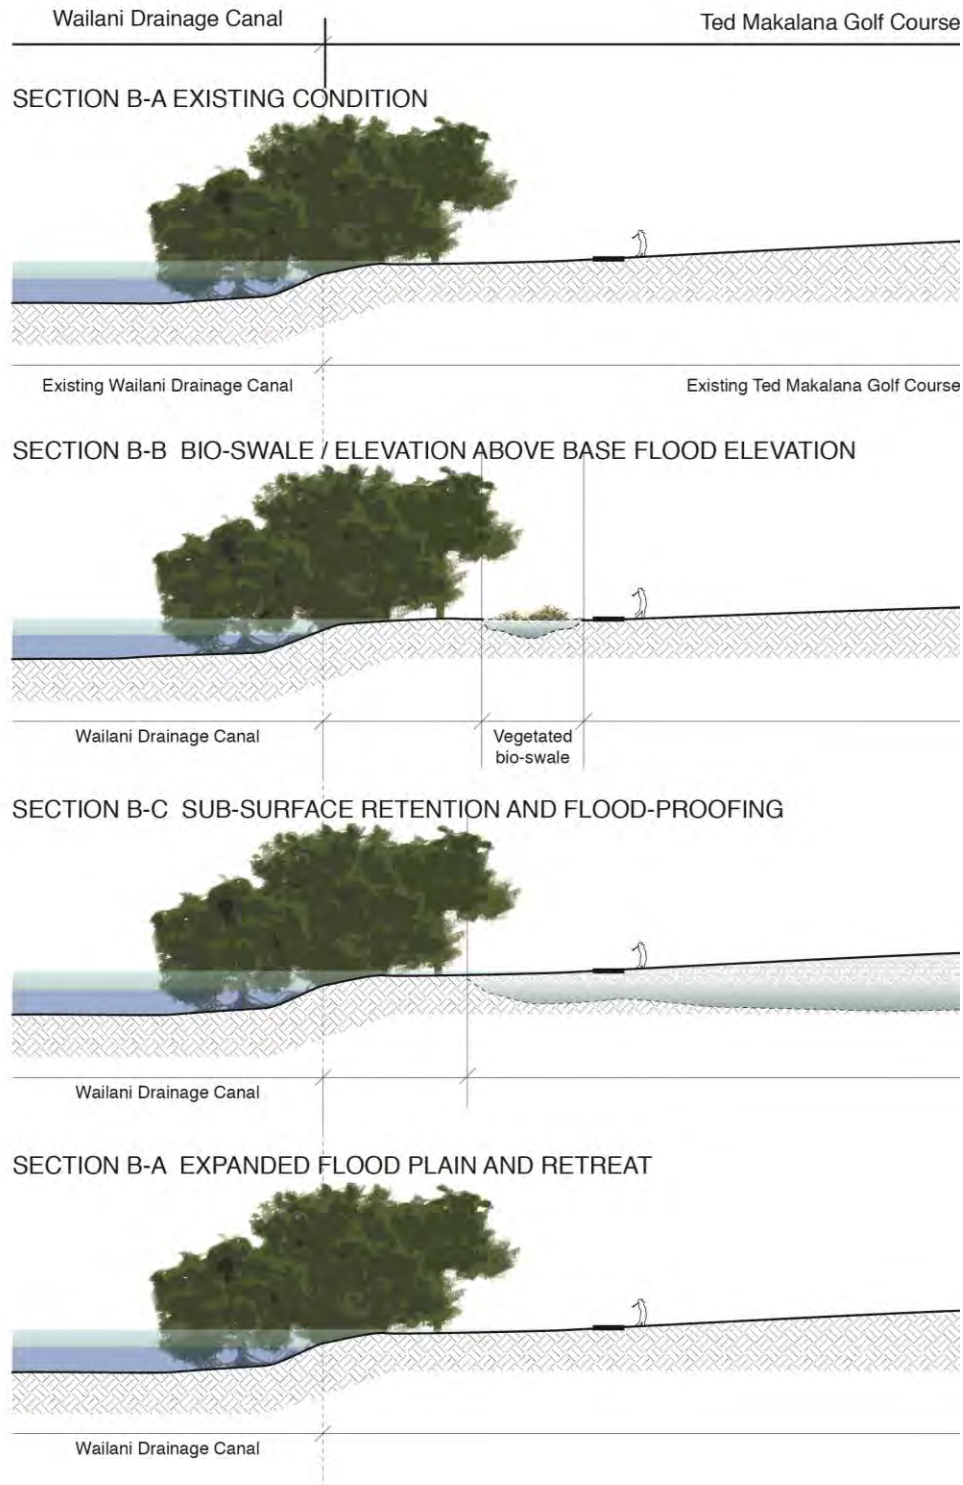 Wailani Drainage Canal
Ted Makalana Golf Course
SECTION B-A EXISTING CONDITION
Existing Wailani Drainage Canal
Existing Ted Makalana Golf Course
SECTION B-B BIO-SWALE / ELEVATION ABOVE BASE FLOOD ELEVATION
Wailani Drainage Canal
Vegetated
bio-swale
SECTION B-C SUB-SURFACE RETENTION AND FLOOD-PROOFING
Wailani Drainage Canal
SECTION B-A EXPANDED FLOOD PLAIN AND RETREAT
Wailani Drainage Canal